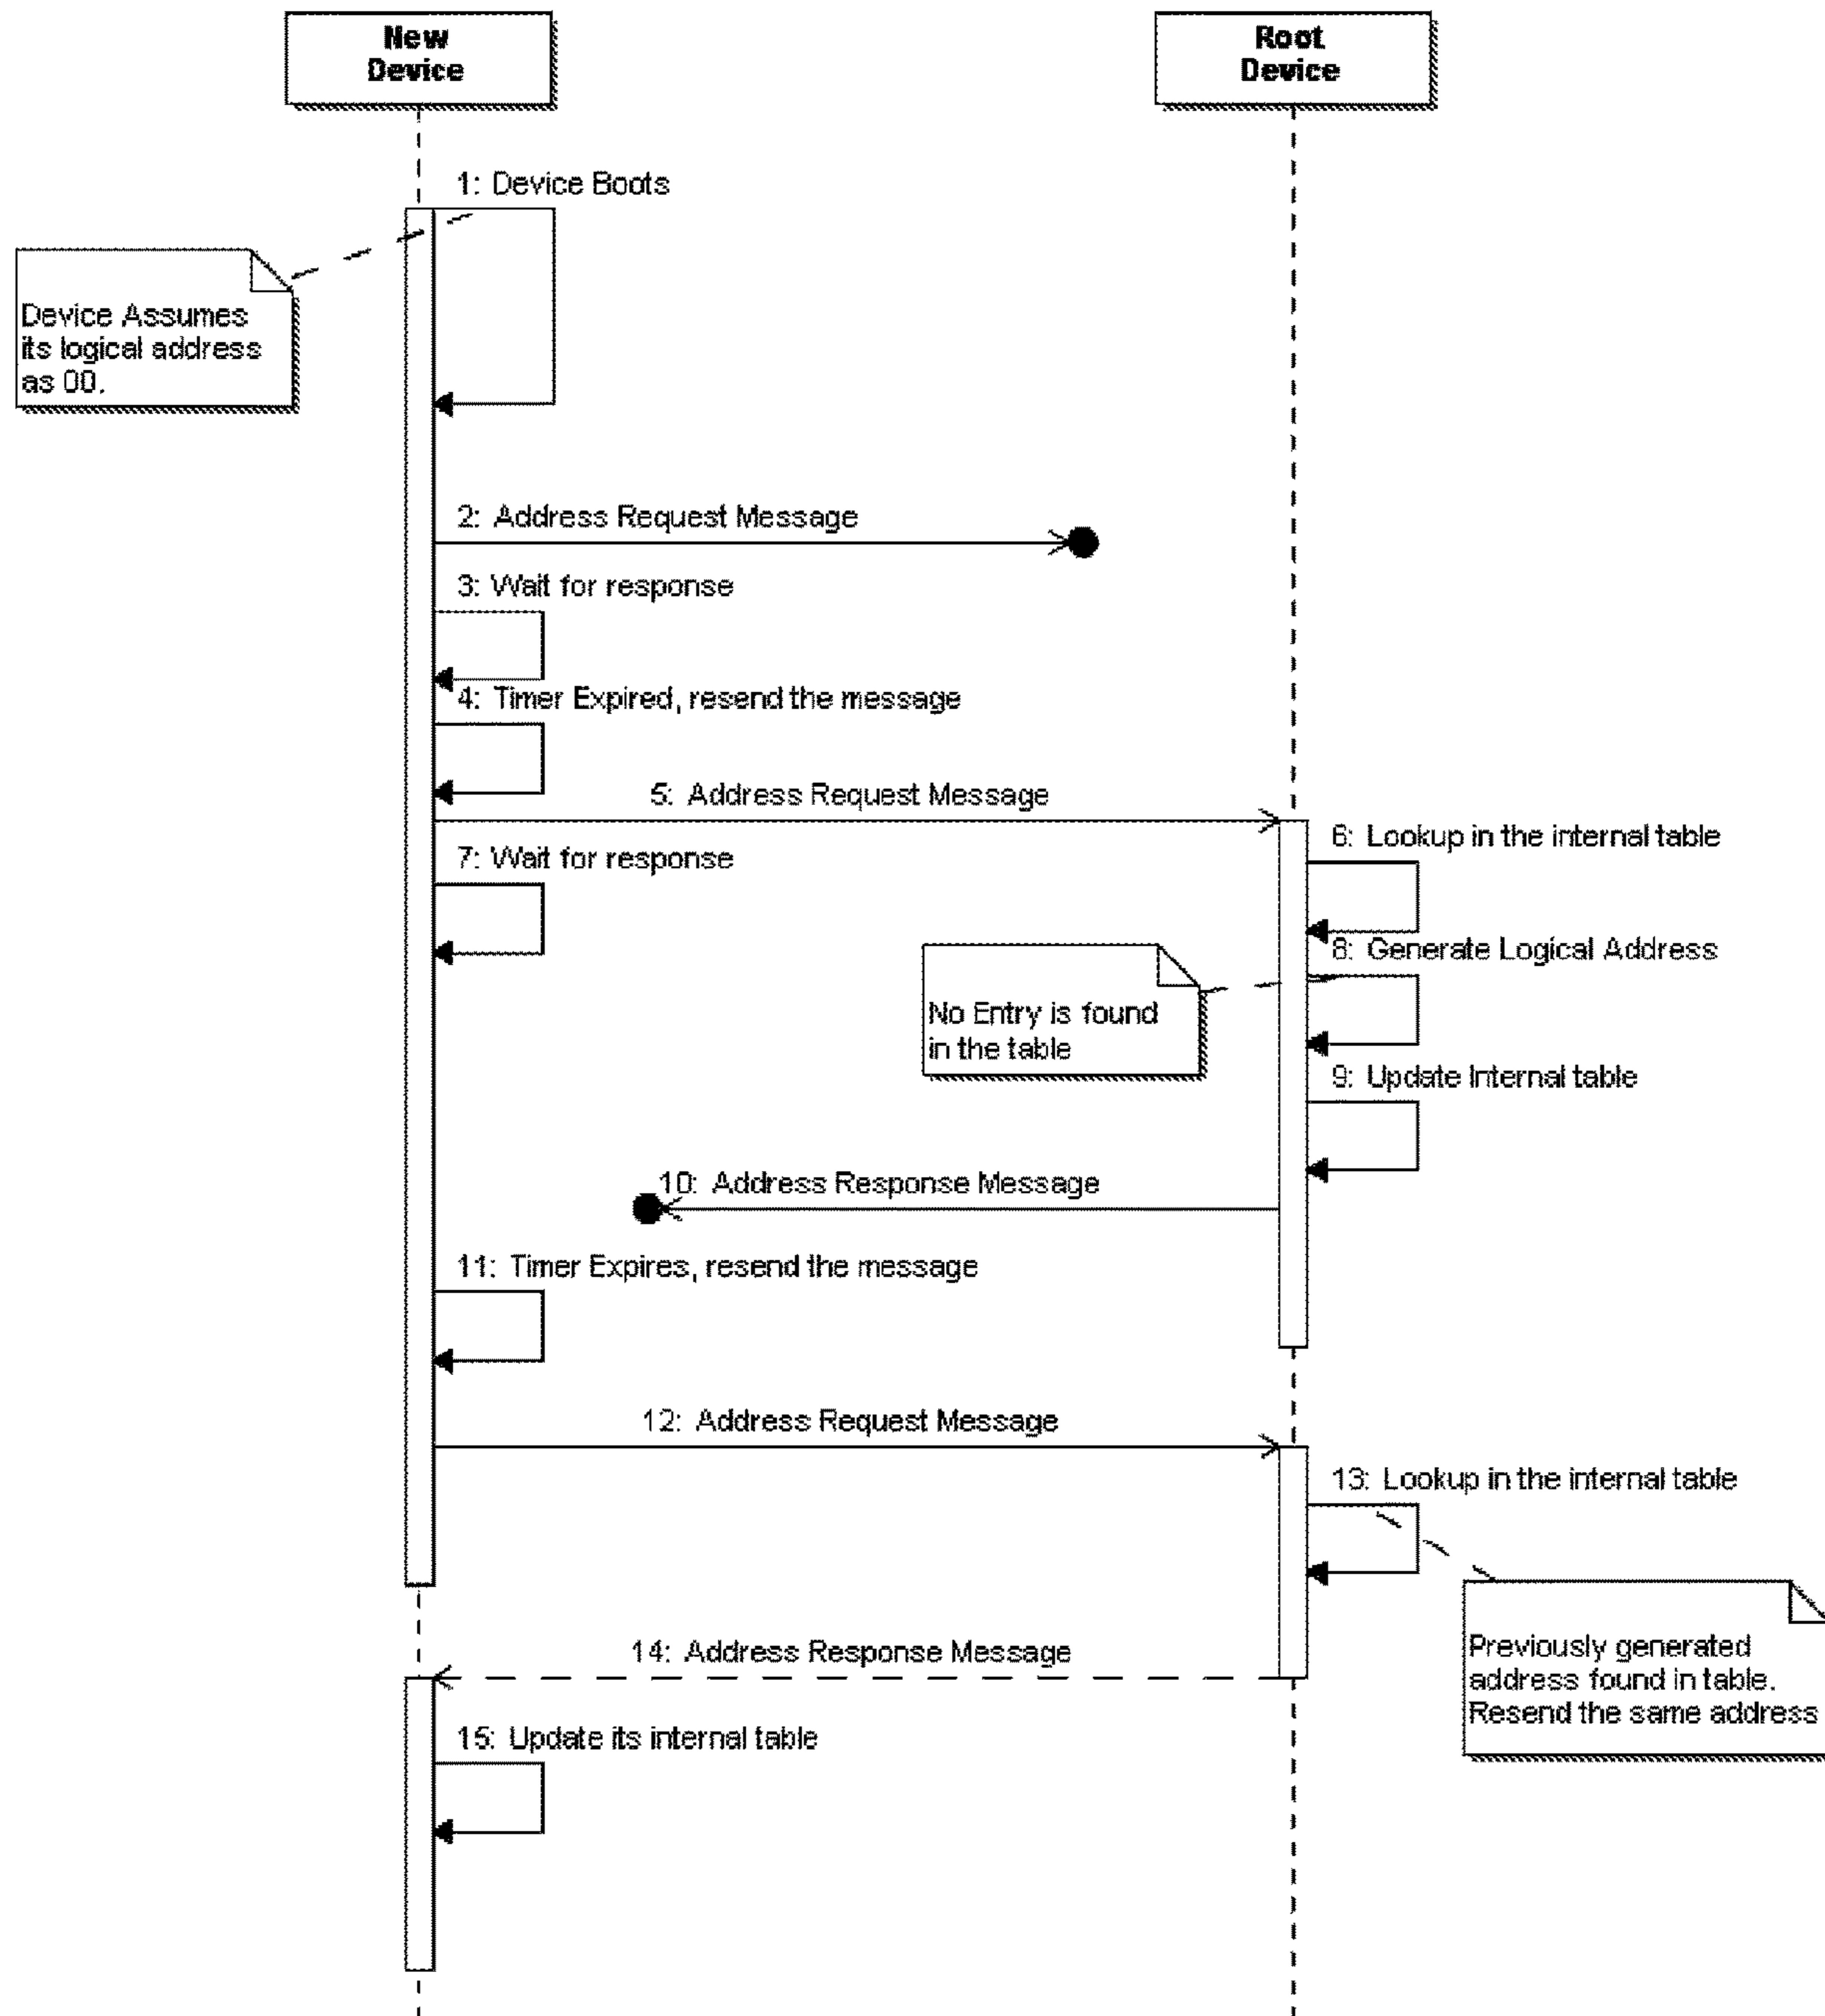 New
Device
Root
Device
1: Device Boots
Device Assumes
its logical address
as 00.
2: Address Request Message
3: Wait for response
4: Timer Expired, resend the message
5: Address Request Message
6: Lookup in the internal table
7: Wait for response
8: Generate Logical Address
No Entry is found
in the table
9: Update Internal table
10: Address Response Message
11: Timer Expires, resend the message
12: Address Request Message
13: Lookup in the internal table
14: Address Response Message
Previously generated
address found in table.
Resend the same address
15: Update its internal table